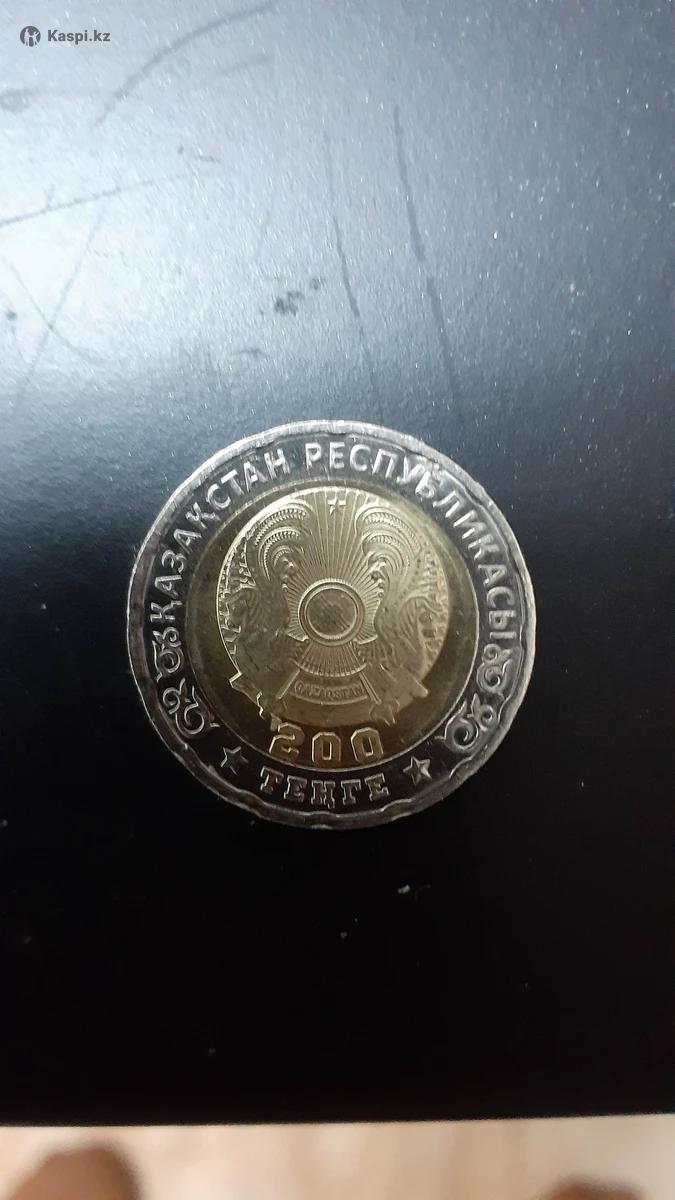 Kaspi.kz
ҚАЗАҚСТАН РЕСПУБЛИКАСЫ
QAZAQSTAN
200
ТЕҢГЕ